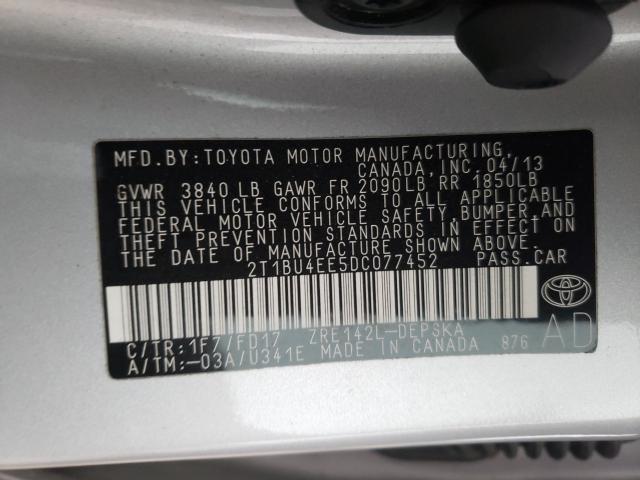 MFD.BY:TOYOTA MOTOR MANUFACTURING,
CANADA,INC.04/13
GVWR 3840LB GAWR FR 2090LB RR 1850LB
THIS VEHICLE CONFORMS TO ALL APPLICABLE
FEDERAL MOTOR VEHICLE SAFETY,BUMPER,AND
THEFT PREVENTION STANDARDS IN EFFECT ON
THE DATE OF MANUFACTURE SHOWN ABOVE.
2T1BU4EE5DC077452 PASS.CAR
C/TR:1F7/FD17 ZRE142L-DEPSKA
A/TM:-03A/U341E MADE IN CANADA 876
AD